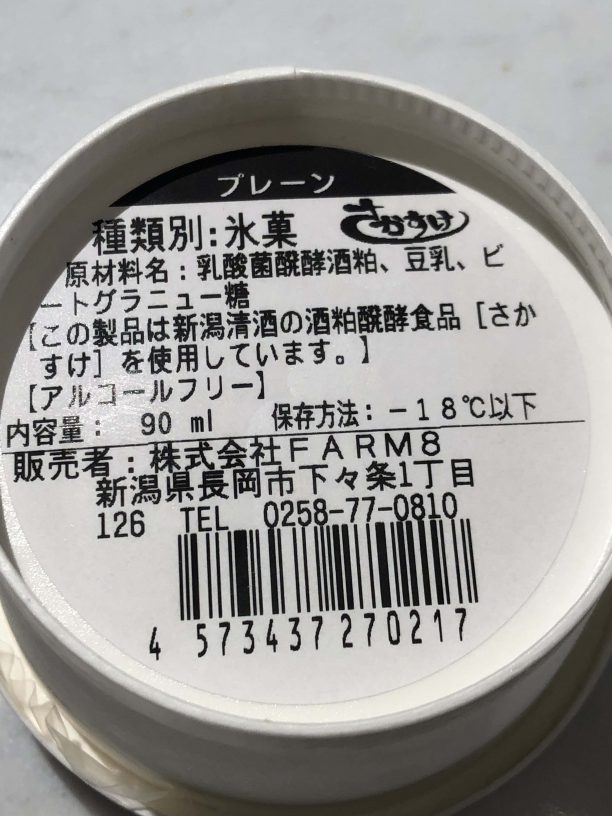 プレーン
種類別：氷菓 さかすけ
原材料名：乳酸菌醗酵酒粕、豆乳、ビ
ートグラニュー糖
【この製品は新潟清酒の酒粕醗酵食品［さか
すけ］を使用しています。】
【アルコールフリー】
内容量： 90 ml 保存方法：－18℃以下
販売者：株式会社ＦＡＲＭ８
新潟県長岡市下々条1丁目
126 TEL 0258-77-0810
4 573437 270217